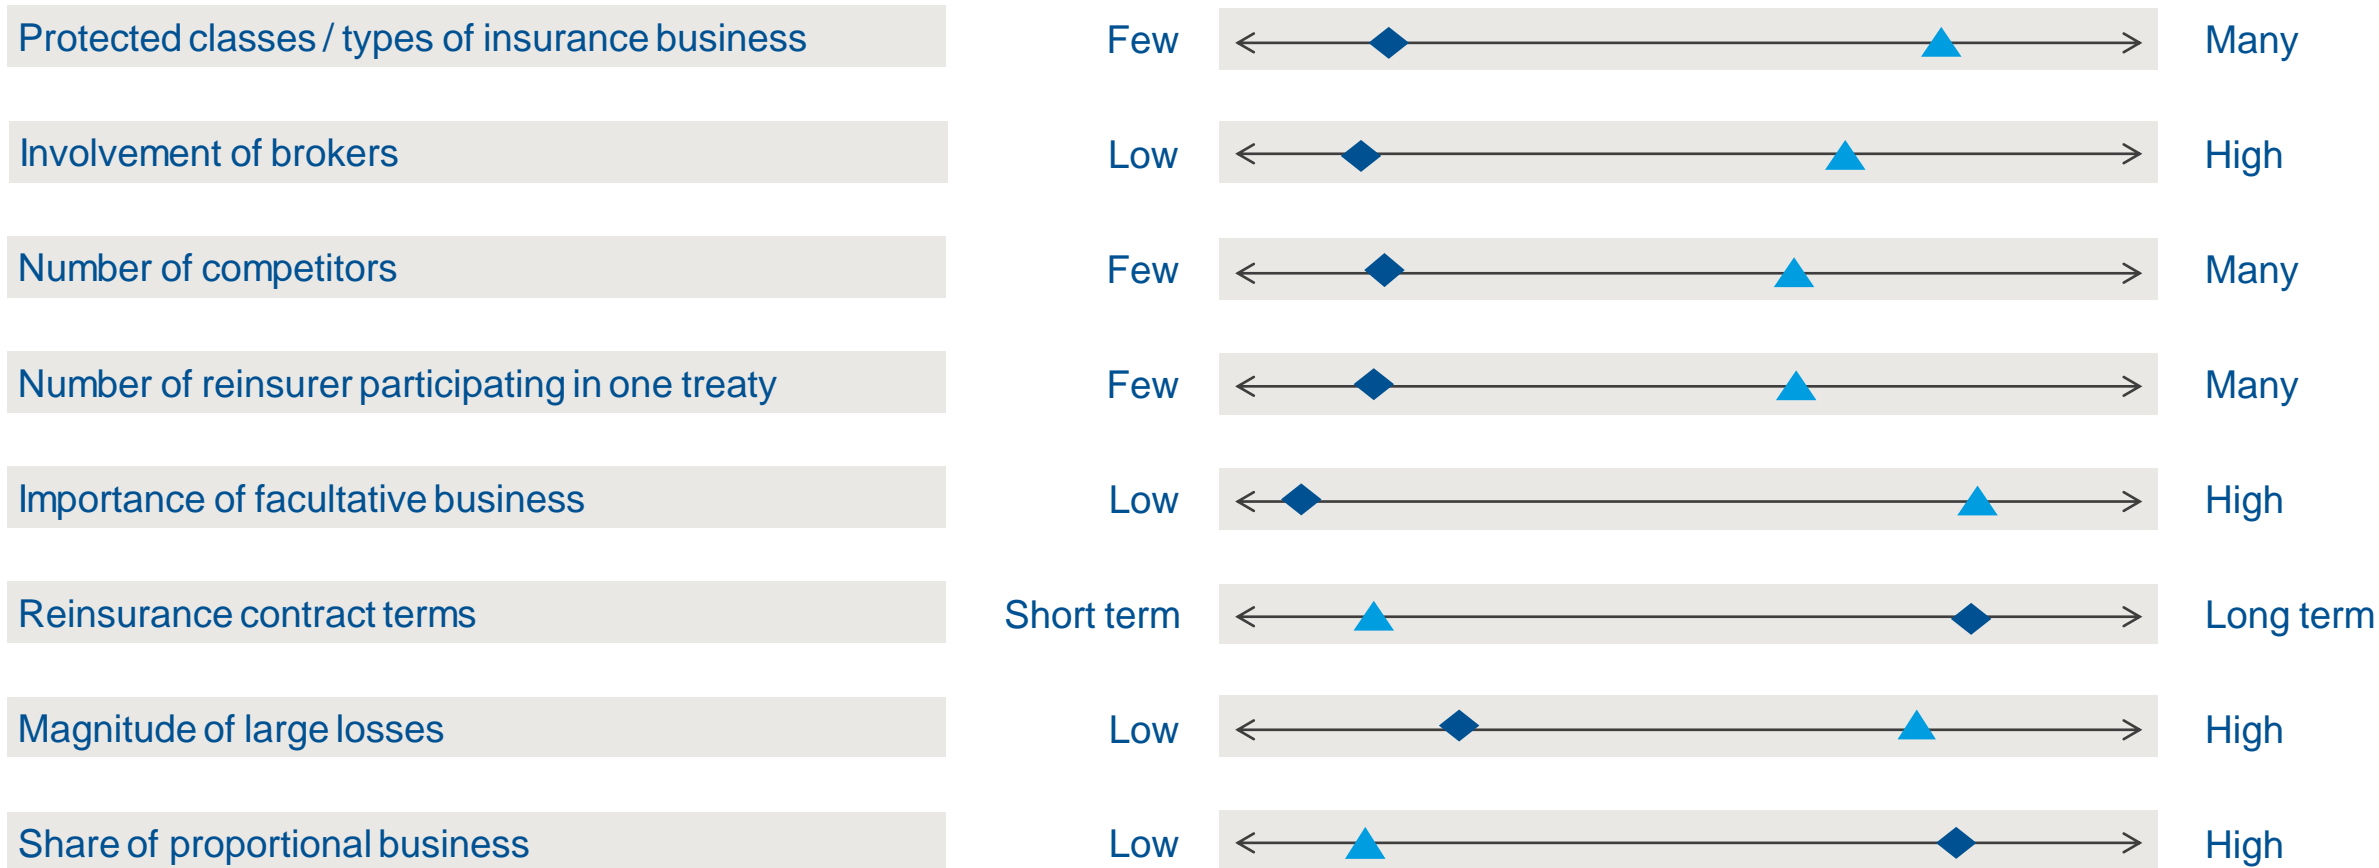 Protected classes / types of insurance business Few Many
Involvement of brokers Low High
Number of competitors Few Many
Number of reinsurer participating in one treaty Few Many
Importance of facultative business Low High
Reinsurance contract terms Short term Long term
Magnitude of large losses Low High
Share of proportional business Low High